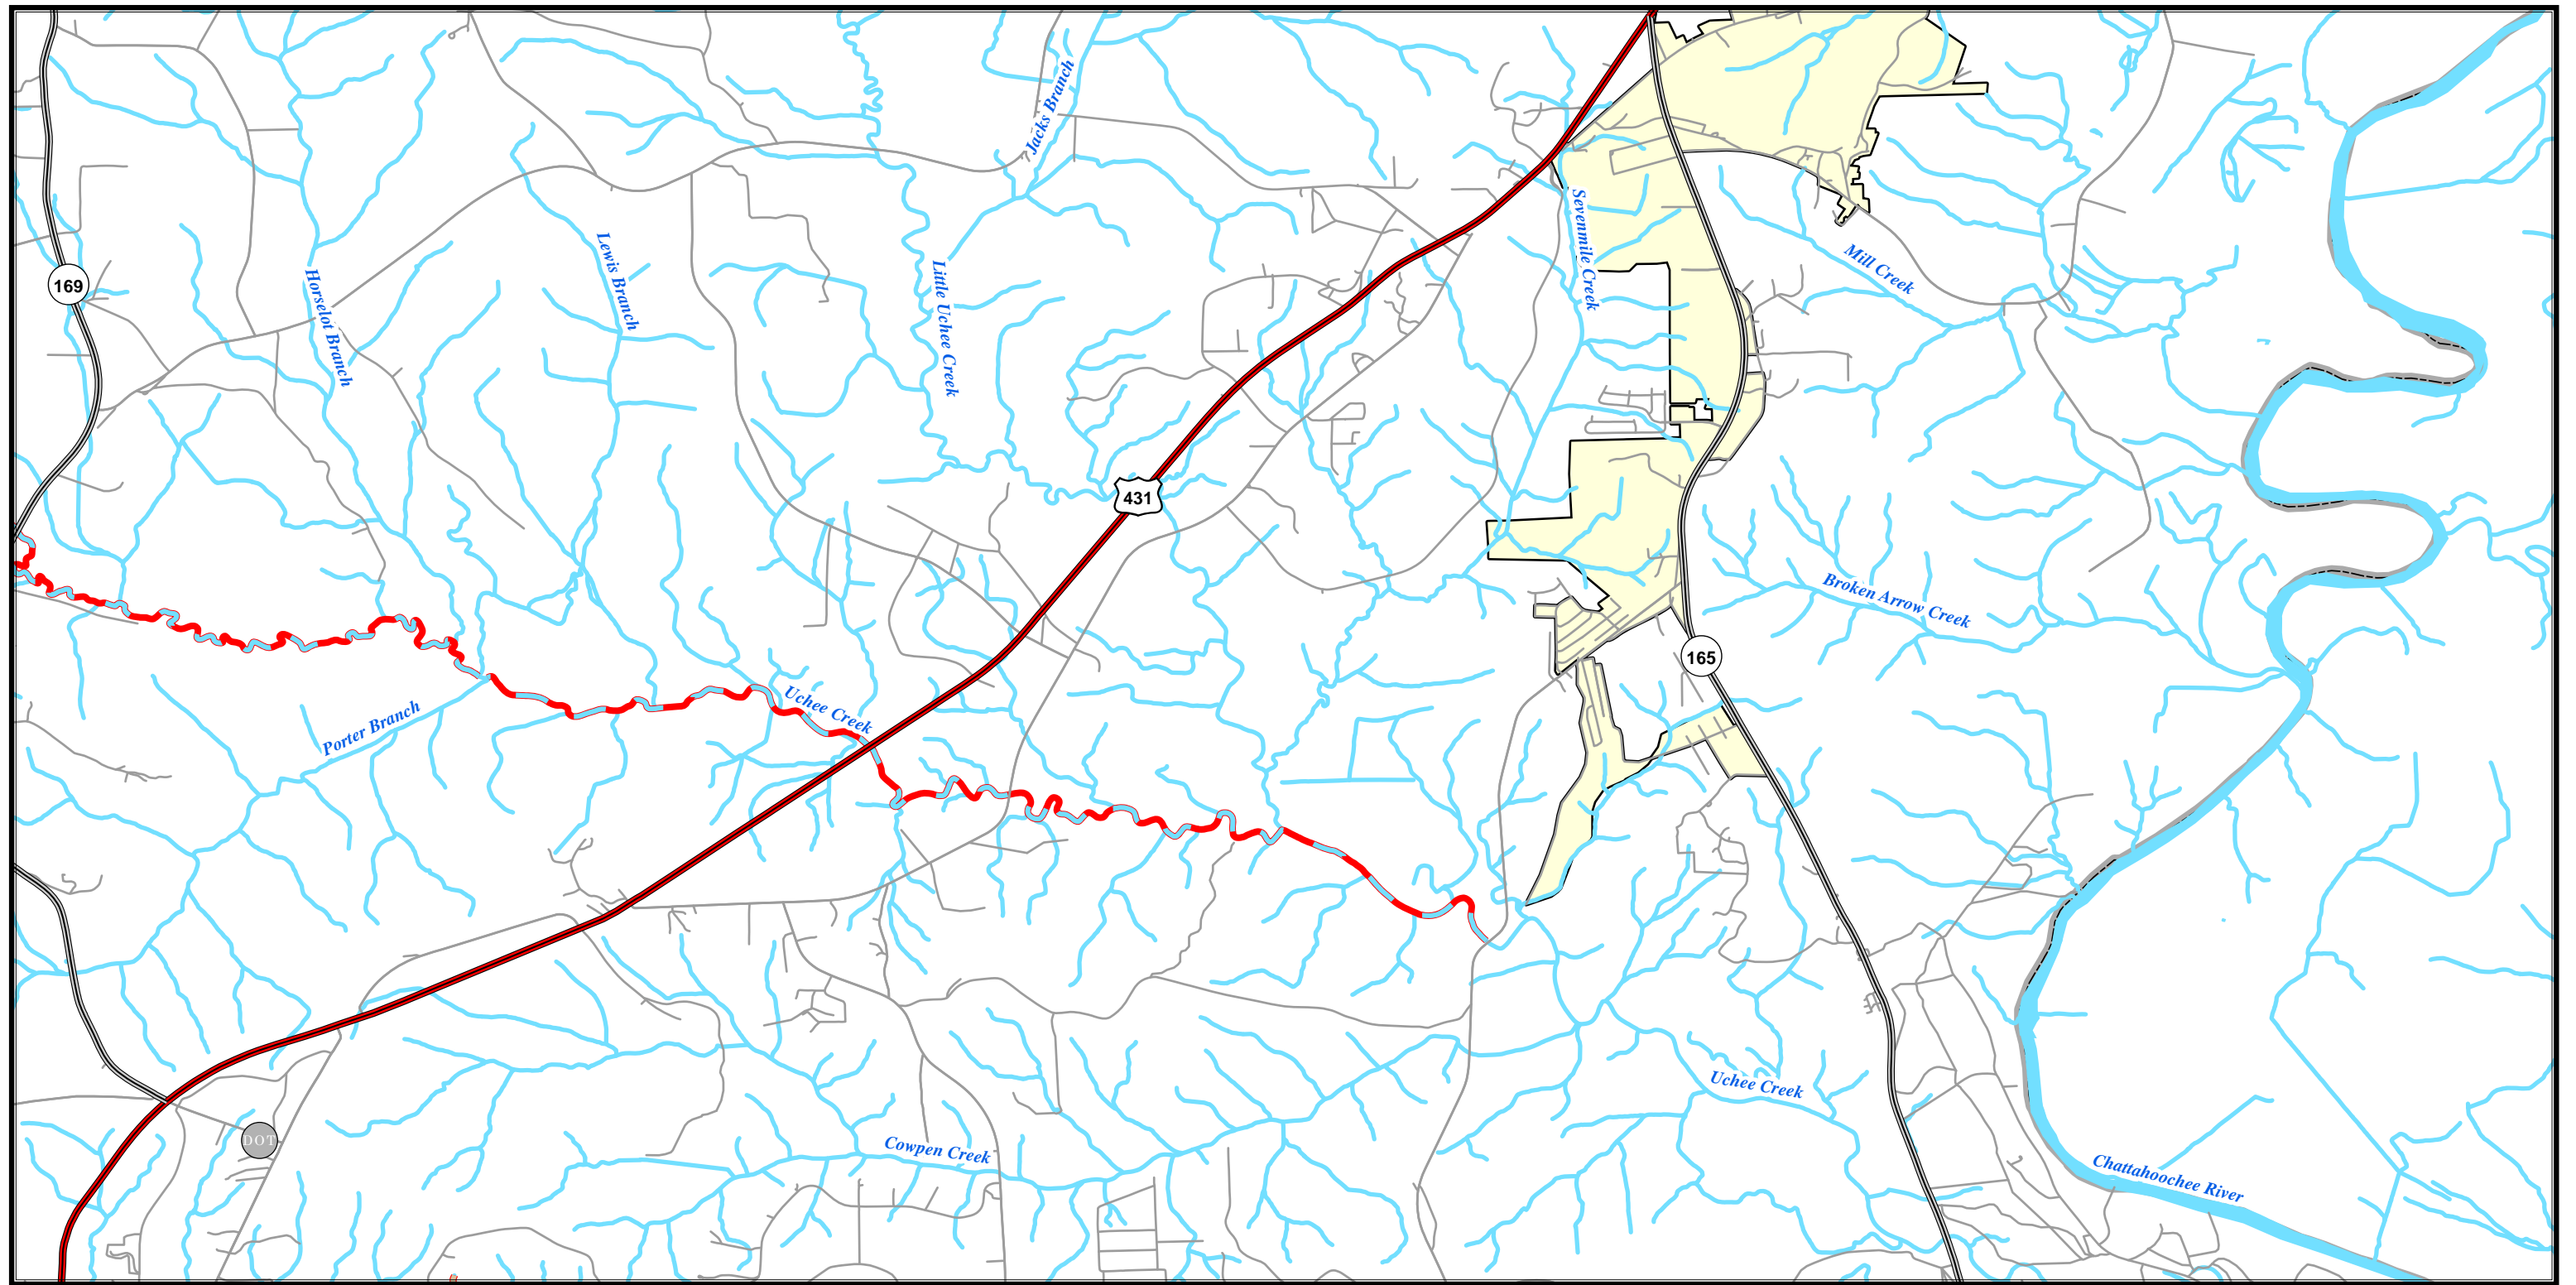 Jacks Branch
Sevenmile Creek
Mill Creek
169
Horselot Branch
Lewis Branch
Little Uchee Creek
431
Broken Arrow Creek
165
Porter Branch
Uchee Creek
Uchee Creek
DOT
Cowpen Creek
Chattahoochee River